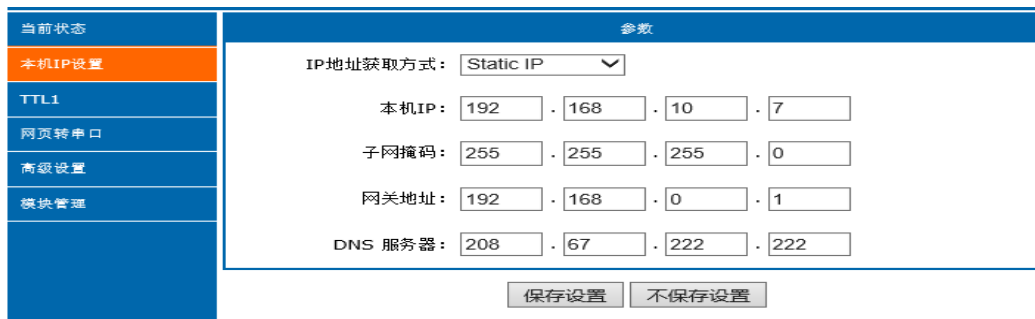 当前状态
本机IP设置
TTL1
网页转串口
高级设置
模块管理
参数
IP地址获取方式: Static IP
本机IP: 192 . 168 . 10 . 7
子网掩码: 255 . 255 . 255 . 0
网关地址: 192 . 168 . 0 . 1
DNS 服务器: 208 . 67 . 222 . 222
保存设置 不保存设置